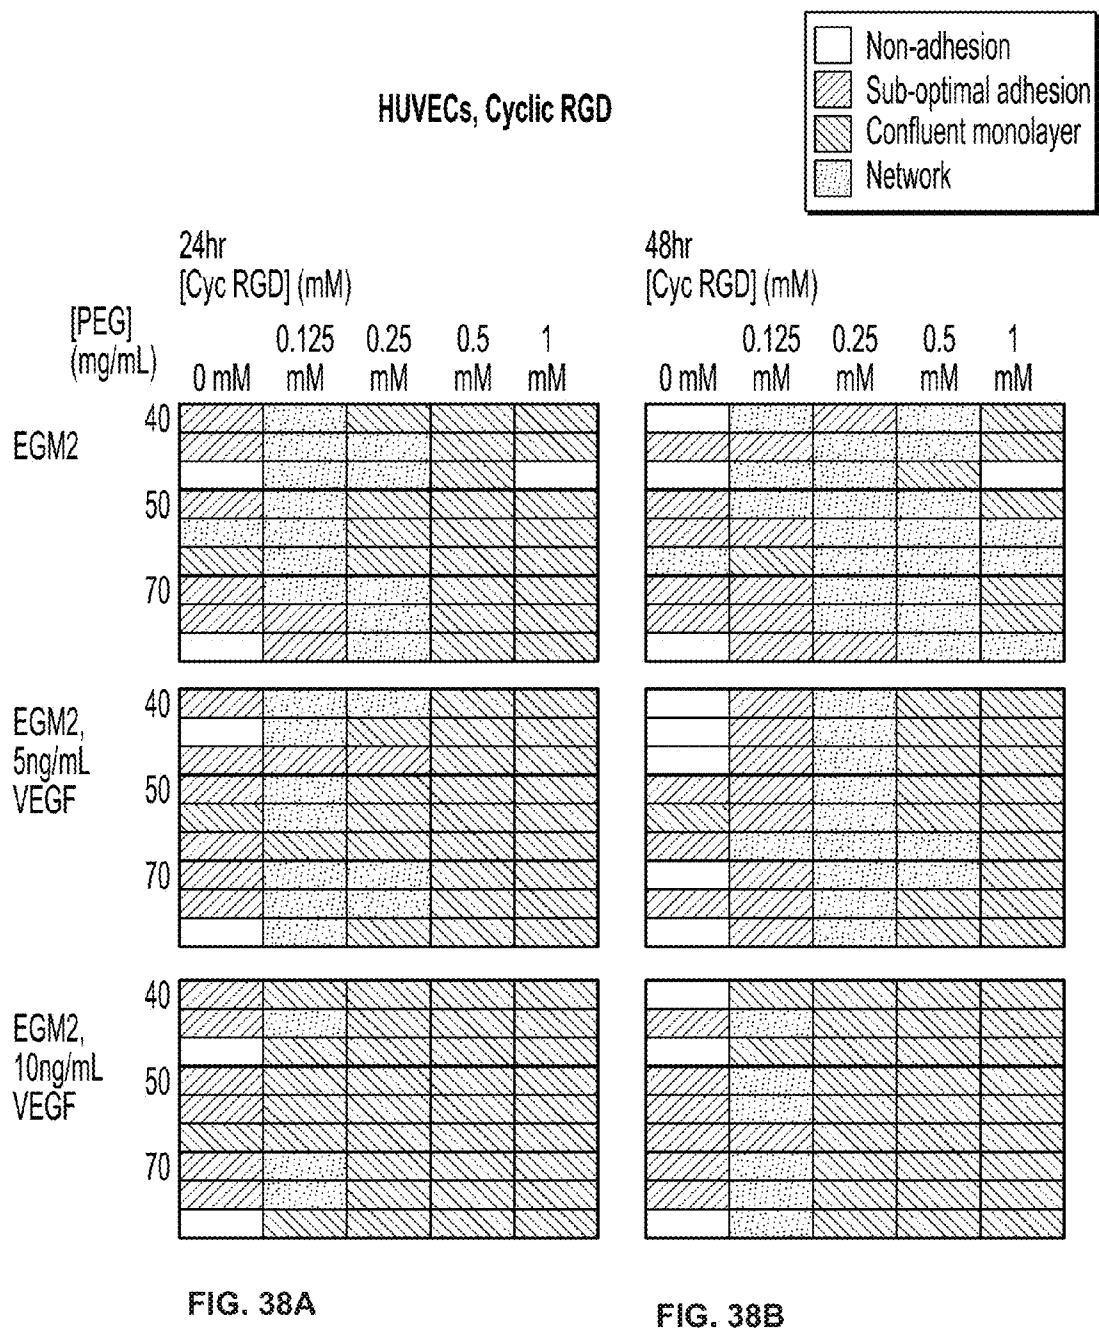 Non-adhesion
Sub-optimal adhesion
Confluent monolayer
Network
HUVECs, Cyclic RGD
24hr
[Cyc RGD] (mM)
48hr
[Cyc RGD] (mM)
[PEG]
(mg/mL)
0.125 0.25 0.5 1
0 mM mM mM mM mM
0.125 0.25 0.5 1
0 mM mM mM mM mM
EGM2
40
50
70
EGM2,
5ng/mL
VEGF
40
50
70
EGM2,
10ng/mL
VEGF
40
50
70
FIG. 38A
FIG. 38B